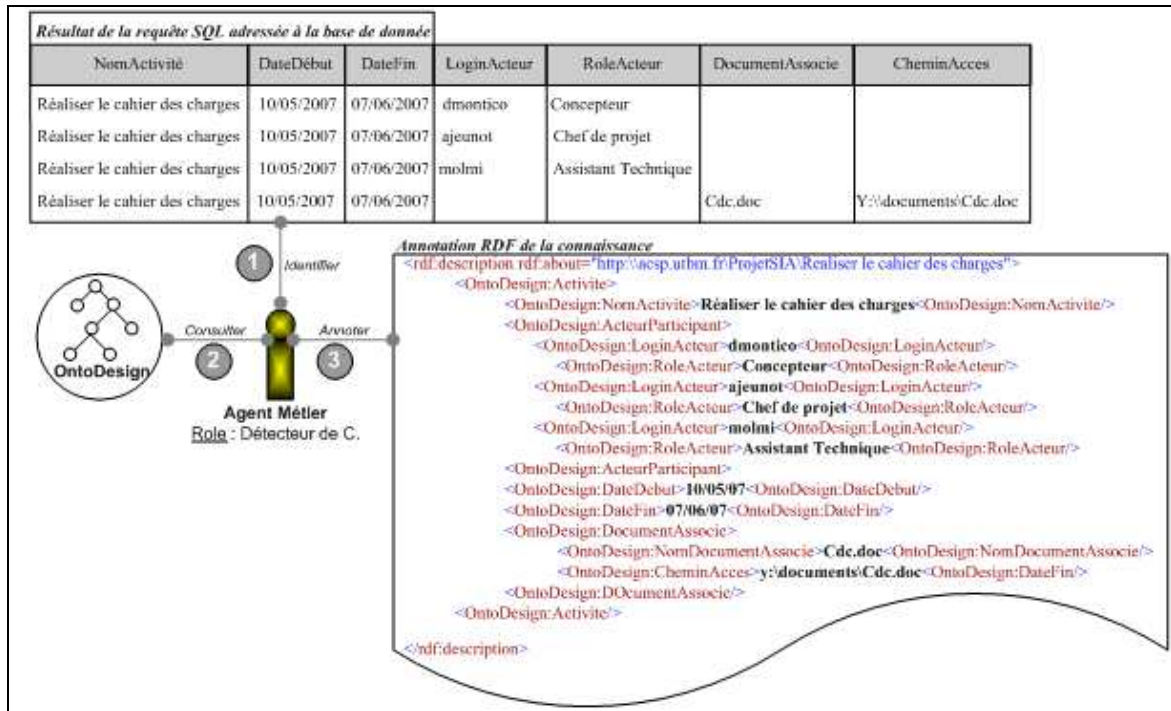 Résultat de la requête SQL adressée à la base de donnée
NomActivité DateDébut DateFin LoginActeur RoleActeur DocumentAssocie CheminAcces
Réaliser le cahier des charges 10/05/2007 07/06/2007 dmontico Concepteur
Réaliser le cahier des charges 10/05/2007 07/06/2007 ajeunot Chef de projet
Réaliser le cahier des charges 10/05/2007 07/06/2007 molmi Assistant Technique
Réaliser le cahier des charges 10/05/2007 07/06/2007 Cdc.doc Y:\\documents\Cdc.doc
1 Identifier
OntoDesign
Consulter
2
Annoter
3
Agent Métier
Role : Détecteur de C.
Annotation RDF de la connaissance
<rdf:description rdf:about="http:\\acsp.utbm.fr\ProjetSIA\Realiser le cahier des charges">
<OntoDesign:Activite>
<OntoDesign:NomActivite>Réaliser le cahier des charges<OntoDesign:NomActivite/>
<OntoDesign:ActeurParticipant>
<OntoDesign:LoginActeur>dmontico<OntoDesign:LoginActeur/>
<OntoDesign:RoleActeur>Concepteur<OntoDesign:RoleActeur/>
<OntoDesign:LoginActeur>ajeunot<OntoDesign:LoginActeur/>
<OntoDesign:RoleActeur>Chef de projet<OntoDesign:RoleActeur/>
<OntoDesign:LoginActeur>molmi<OntoDesign:LoginActeur/>
<OntoDesign:RoleActeur>Assistant Technique<OntoDesign:RoleActeur/>
<OntoDesign:ActeurParticipant>
<OntoDesign:DateDebut>10/05/07<OntoDesign:DateDebut/>
<OntoDesign:DateFin>07/06/07<OntoDesign:DateFin/>
<OntoDesign:DocumentAssocie>
<OntoDesign:NomDocumentAssocie>Cdc.doc<OntoDesign:NomDocumentAssocie/>
<OntoDesign:CheminAcces>y:\documents\Cdc.doc<OntoDesign:DateFin/>
<OntoDesign:DOcumentAssocie/>
<OntoDesign:Activite/>
</rdf:description>